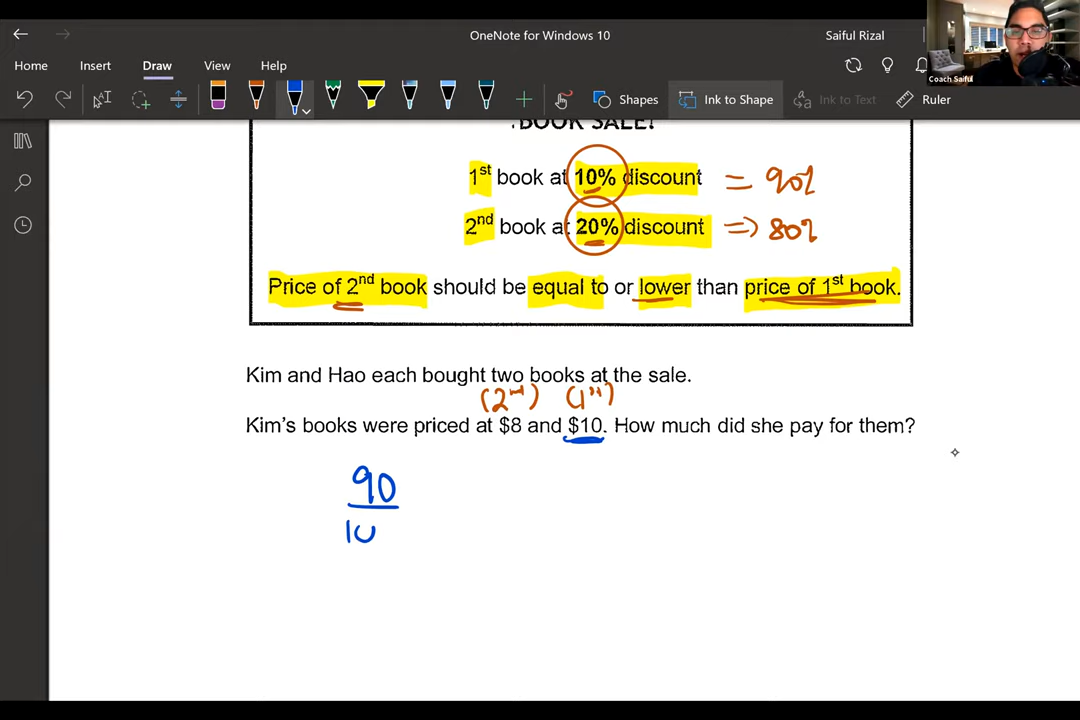 OneNote for Windows 10
Saiful Rizal
Home Insert Draw View Help
Coach Saiful
Shapes Ink to Shape Ink to Text Ruler
BOOK SALE!
1st book at 10% discount = 90%
2nd book at 20% discount => 80%
Price of 2nd book should be equal to or lower than price of 1st book.
Kim and Hao each bought two books at the sale.
(2nd) (1st)
Kim's books were priced at $8 and $10. How much did she pay for them?
90
10